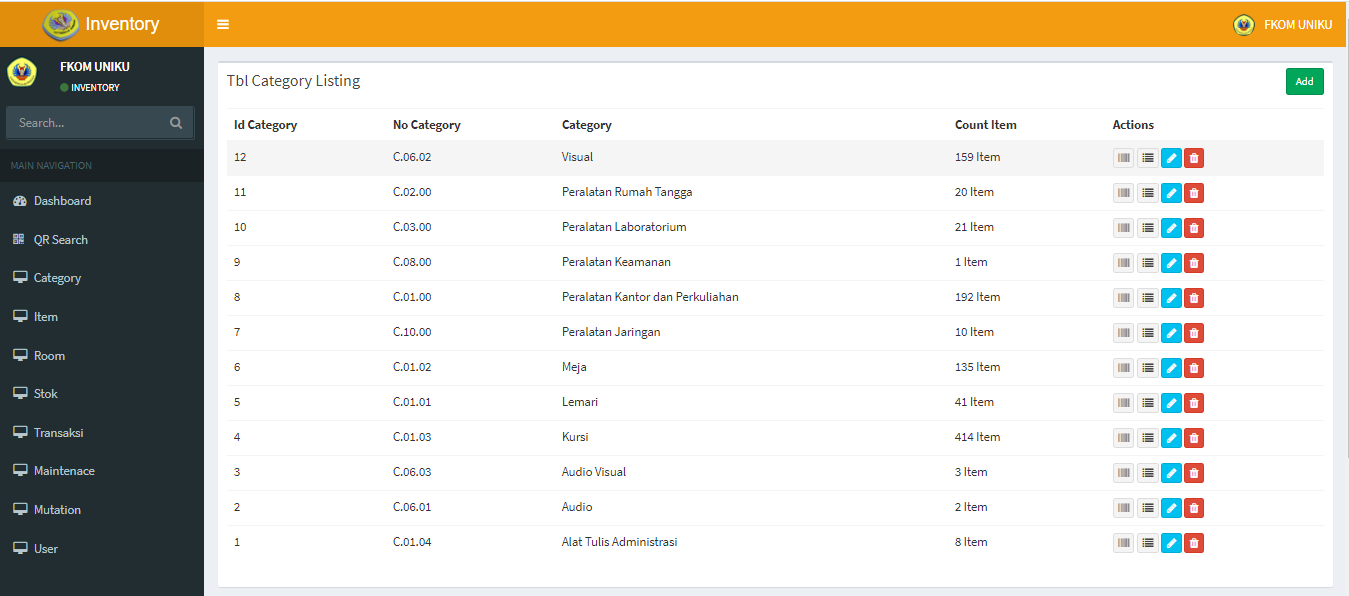 Inventory
FKOM UNIKU
FKOM UNIKU
INVENTORY
Search...
MAIN NAVIGATION
Dashboard
QR Search
Category
Item
Room
Stok
Transaksi
Maintenace
Mutation
User
Tbl Category Listing
Add
Id Category No Category Category Count Item Actions
12 C.06.02 Visual 159 Item
11 C.02.00 Peralatan Rumah Tangga 20 Item
10 C.03.00 Peralatan Laboratorium 21 Item
9 C.08.00 Peralatan Keamanan 1 Item
8 C.01.00 Peralatan Kantor dan Perkuliahan 192 Item
7 C.10.00 Peralatan Jaringan 10 Item
6 C.01.02 Meja 135 Item
5 C.01.01 Lemari 41 Item
4 C.01.03 Kursi 414 Item
3 C.06.03 Audio Visual 3 Item
2 C.06.01 Audio 2 Item
1 C.01.04 Alat Tulis Administrasi 8 Item